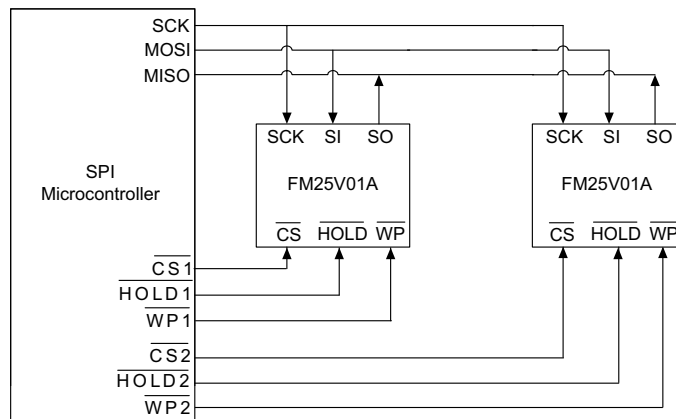 SCK
MOSI
MISO
SPI
Microcontroller
SCK SI SO
FM25V01A
CS HOLD WP
SCK SI SO
FM25V01A
CS HOLD WP
CS1
HOLD1
WP1
CS2
HOLD2
WP2